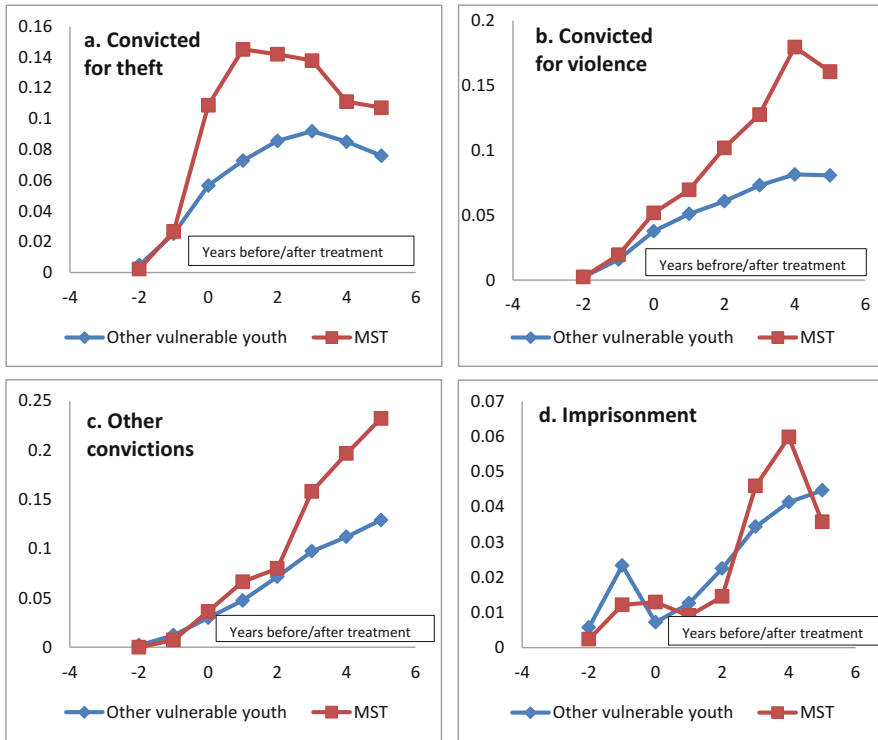 a. Convicted
for theft
0.16
0.14
0.12
0.1
0.08
0.06
0.04
0.02
0
Years before/after treatment
-4 -2 0 2 4 6
Other vulnerable youth MST
b. Convicted
for violence
0.2
0.15
0.1
0.05
0
Years befrore/after treatment
-4 -2 0 2 4 6
Other vulnerable youth MST
c. Other
convictions
0.25
0.2
0.15
0.1
0.05
0
Years before/after treatment
-4 -2 0 2 4 6
Other vulnerable youth MST
d. Imprisonment
0.07
0.06
0.05
0.04
0.03
0.02
0.01
0
Years before/after treatment
-4 -2 0 2 4 6
Other vulnerable youth MST